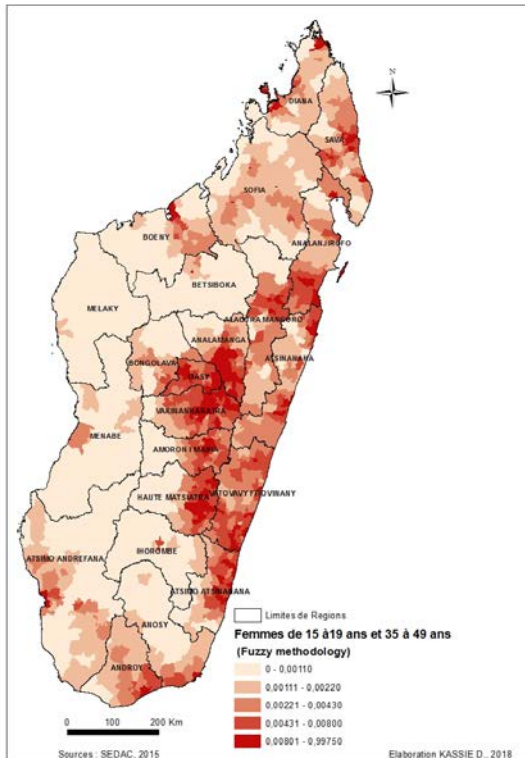 N
DIANA
SAVA
SOFIA
ANALANJIROFO
BOENY
BETSIBOKA
MELAKY
ALAOTRA MANGORO
ANALAMANGA
ATSINANANA
BONGOLAVA
ITASY
VAKINANKARATRA
MENABE
AMORON I MANIA
HAUTE MATSIATRA
VATOVAVY FITOVINANY
IHOROMBE
ATSIMO ANDREFANA
ATSIMO ATSINANANA
ANOSY
ANDROY
Limites de Regions
Femmes de 15 à19 ans et 35 à 49 ans
(Fuzzy methodology)
0 - 0,00110
0,00111 - 0,00220
0,00221 - 0,00430
0,00431 - 0,00800
0,00801 - 0,99750
0 100 200 Km
Sources : SEDAC, 2015 Elaboration KASSIE D., 2018